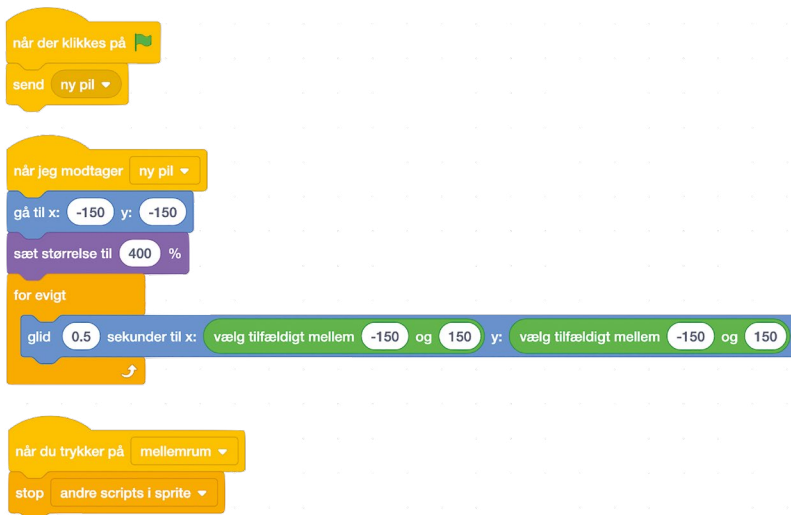 når der klikkes på
send ny pil
når jeg modtager ny pil
gå til x: -150 y: -150
sæt størrelse til 400 %
for evigt
glid 0.5 sekunder til x: vælg tilfældigt mellem -150 og 150 y: vælg tilfældigt mellem -150 og 150
når du trykker på mellemrum
stop andre scripts i sprite